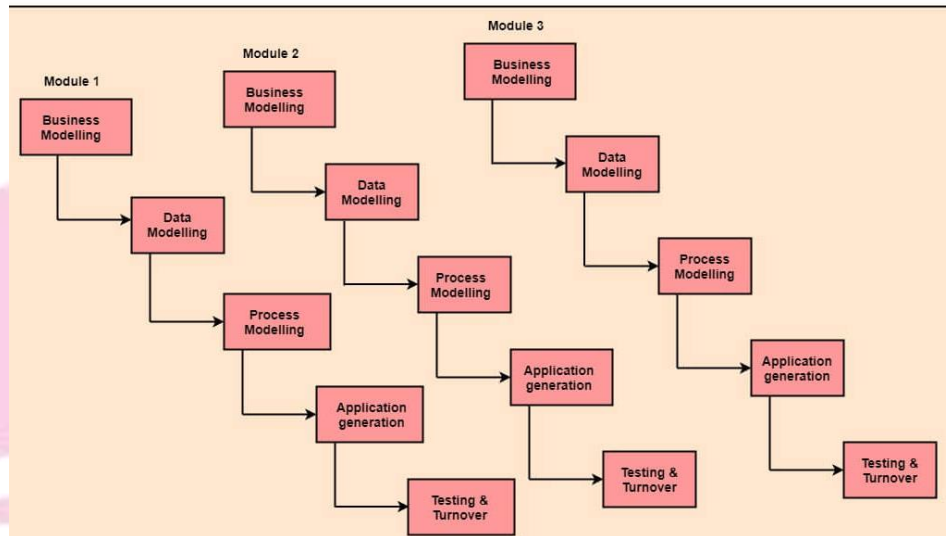 Module 1
Business
Modelling
Data
Modelling
Process
Modelling
Application
generation
Testing &
Turnover
Module 2
Business
Modelling
Data
Modelling
Process
Modelling
Application
generation
Testing &
Turnover
Module 3
Business
Modelling
Data
Modelling
Process
Modelling
Application
generation
Testing &
Turnover